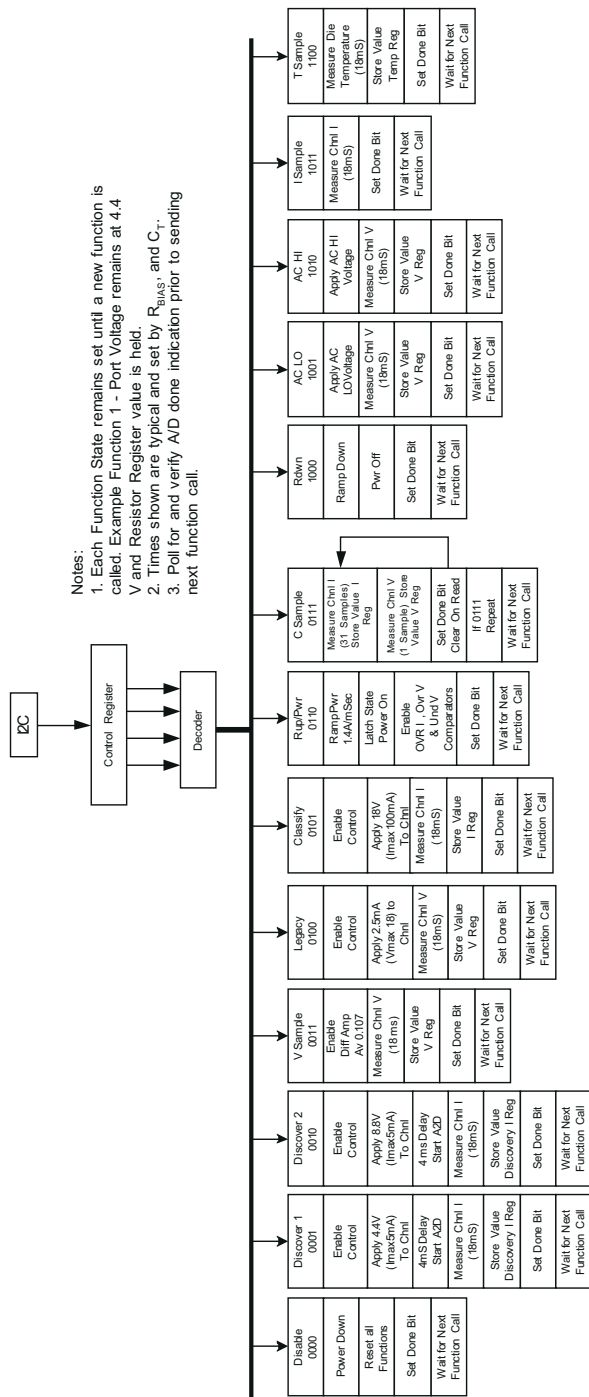 I2C
Control Register
Decoder
Notes:
1. Each Function State remains set until a new function is
called. Example Function 1 - Port Voltage remains at 4.4
V and Resistor Register value is held.
2. Times shown are typical and set by RBIAS, and CT.
3. Poll for and verify A/D done indication prior to sending
next function call.
Disable
0000
Power Down
Reset all
Functions
Set Done Bit
Wait for Next
Function Call
Discover 1
0001
Enable
Control
Apply 4.4V
(Imax5mA)
To Chnl
4mS Delay
Start A2D
Measure Chnl I
(18mS)
Store Value
Discovery I Reg
Set Done Bit
Wait for Next
Function Call
Discover 2
0010
Enable
Control
Apply 8.8V
(Imax5mA)
To Chnl
4 ms Delay
Start A2D
Measure Chnl I
(18mS)
Store Value
Discovery I Reg
Set Done Bit
Wait for Next
Function Call
V Sample
0011
Enable
Diff Amp
Av 0.107
Measure Chnl V
(18 ms)
Store Value
V Reg
Set Done Bit
Wait for Next
Function Call
Legacy
0100
Enable
Control
Apply 2.5mA
(Vmax 18) to
Chnl
Measure Chnl V
(18mS)
Store Value
V Reg
Set Done Bit
Wait for Next
Function Call
Classify
0101
Enable
Control
Apply 18V
(Imax 100mA)
To Chnl
Measure Chnl I
(18mS)
Store Value
I Reg
Set Done Bit
Wait for Next
Function Call
Rup/Pwr
0110
Ramp Pwr
1.4A/mSec
Latch State
Power On
Enable
OVR I , Ovr V
& Und V
Comparators
Set Done Bit
Wait for Next
Function Call
C Sample
0111
Measure Chnl I
(31 Samples)
Store Value I
Reg
Measure Chnl V
(1 Sample) Store
Value V Reg
Set Done Bit
Clear On Read
If 0111
Repeat
Wait for Next
Function Call
Rdwn
1000
Ramp Down
Pwr Off
Set Done Bit
Wait for Next
Function Call
AC LO
1001
Apply AC
LO Voltage
Measure Chnl V
(18mS)
Store Value
V Reg
Set Done Bit
Wait for Next
Function Call
AC HI
1010
Apply AC HI
Voltage
Measure Chnl V
(18mS)
Store Value
V Reg
Set Done Bit
Wait for Next
Function Call
I Sample
1011
Measure Chnl I
(18mS)
Set Done Bit
Wait for Next
Function Call
T Sample
1100
Measure Die
Temperature
(18mS)
Store Value
Temp Reg
Set Done Bit
Wait for Next
Function Call